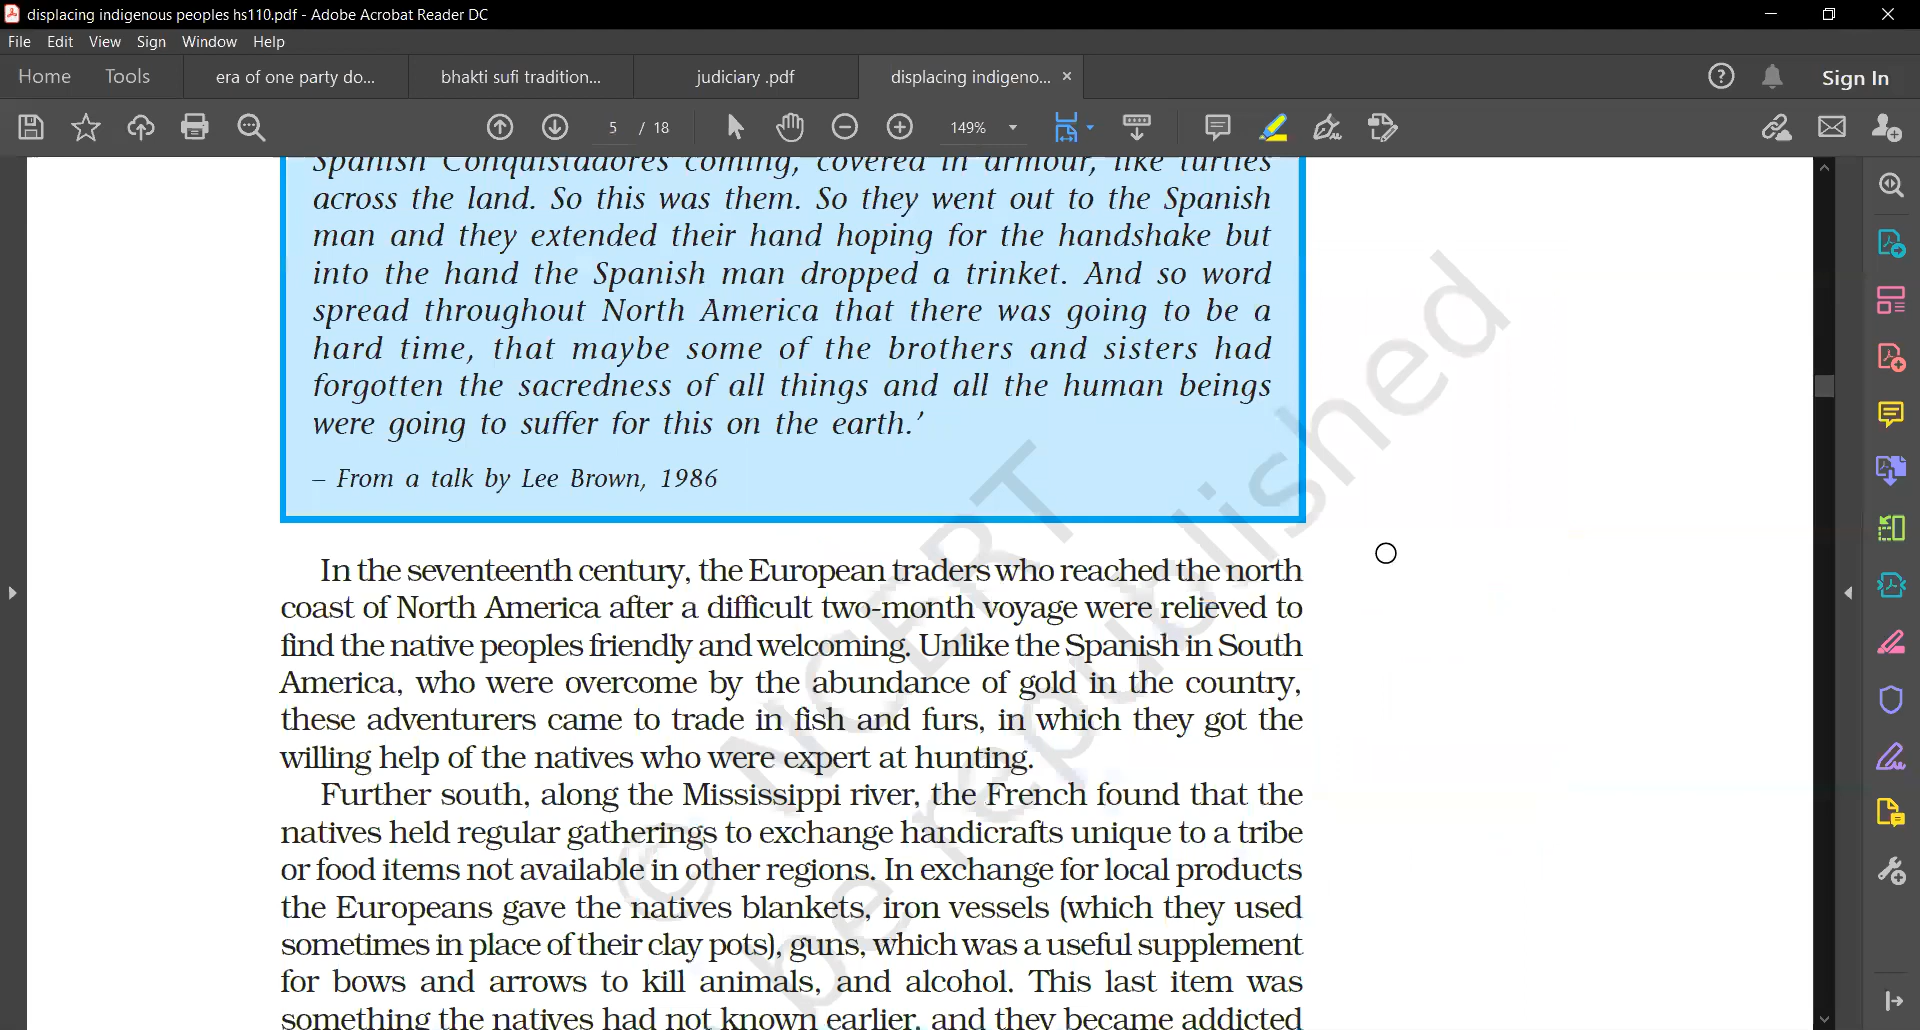 displacing indigenous peoples hs110.pdf - Adobe Acrobat Reader DC
File Edit View Sign Window Help
Home Tools era of one party do... bhakti sufi tradition... judiciary .pdf displacing indigeno... × Sign In
5 / 18 149%
Spanish Conquistadores coming, covered in armour, like turtles
across the land. So this was them. So they went out to the Spanish
man and they extended their hand hoping for the handshake but
into the hand the Spanish man dropped a trinket. And so word
spread throughout North America that there was going to be a
hard time, that maybe some of the brothers and sisters had
forgotten the sacredness of all things and all the human beings
were going to suffer for this on the earth.’
– From a talk by Lee Brown, 1986
In the seventeenth century, the European traders who reached the north
coast of North America after a difficult two-month voyage were relieved to
find the native peoples friendly and welcoming. Unlike the Spanish in South
America, who were overcome by the abundance of gold in the country,
these adventurers came to trade in fish and furs, in which they got the
willing help of the natives who were expert at hunting.
Further south, along the Mississippi river, the French found that the
natives held regular gatherings to exchange handicrafts unique to a tribe
or food items not available in other regions. In exchange for local products
the Europeans gave the natives blankets, iron vessels (which they used
sometimes in place of their clay pots), guns, which was a useful supplement
for bows and arrows to kill animals, and alcohol. This last item was
something the natives had not known earlier, and they became addicted
© NCERT
be republished